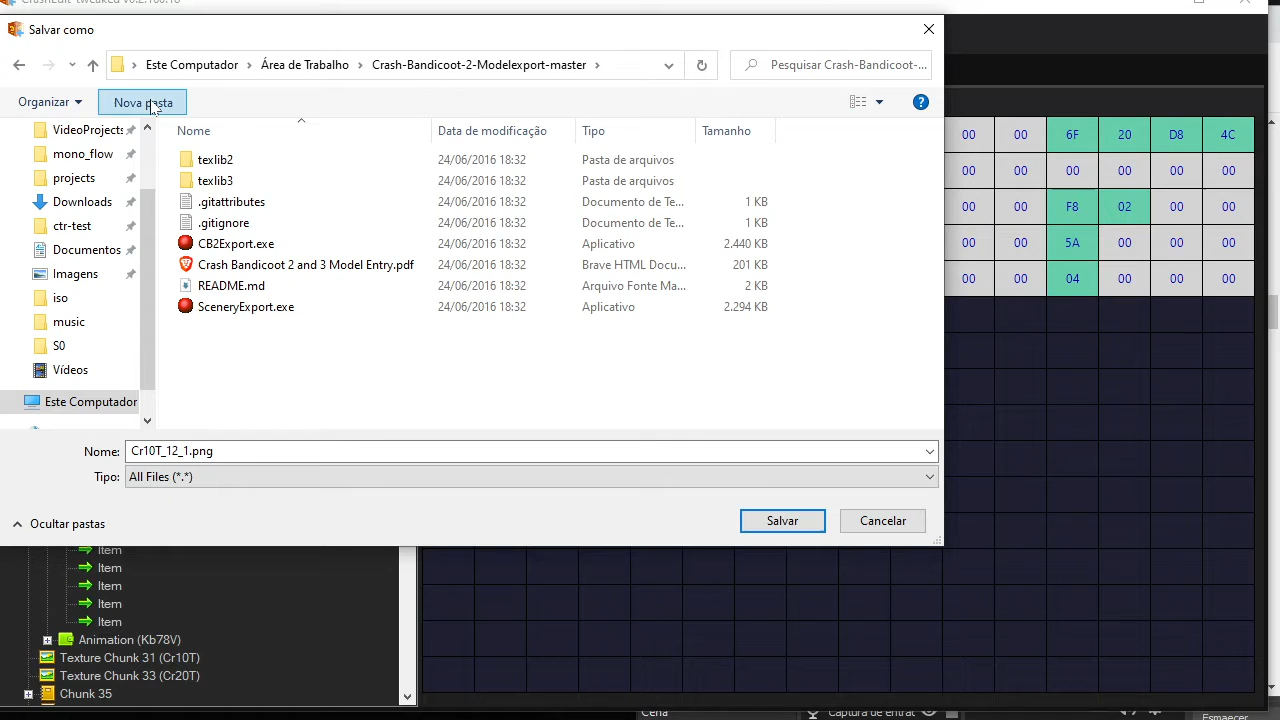 CrashEdit-tweaked v0.2.160.10
Salvar como
Este Computador > Área de Trabalho > Crash-Bandicoot-2-Modelexport-master >
Pesquisar Crash-Bandicoot-...
Organizar
Nova pasta
?
VideoProjects
mono_flow
projects
Downloads
ctr-test
Documentos
Imagens
iso
music
S0
Vídeos
Este Computador
Nome Data de modificação Tipo Tamanho
texlib2 24/06/2016 18:32 Pasta de arquivos
texlib3 24/06/2016 18:32 Pasta de arquivos
.gitattributes 24/06/2016 18:32 Documento de Te... 1 KB
.gitignore 24/06/2016 18:32 Documento de Te... 1 KB
CB2Export.exe 24/06/2016 18:32 Aplicativo 2.440 KB
Crash Bandicoot 2 and 3 Model Entry.pdf 24/06/2016 18:32 Brave HTML Docu... 201 KB
README.md 24/06/2016 18:32 Arquivo Fonte Ma... 2 KB
SceneryExport.exe 24/06/2016 18:32 Aplicativo 2.294 KB
Nome: Cr10T_12_1.png
Tipo: All Files (*.*)
Ocultar pastas
Salvar
Cancelar
00 00 6F 20 D8 4C
00 00 00 00 00 00
00 00 F8 02 00 00
00 00 5A 00 00 00
00 00 04 00 00 00
Item
Item
Item
Item
Item
Animation (Kb78V)
Texture Chunk 31 (Cr10T)
Texture Chunk 33 (Cr20T)
Chunk 35
Cena
Captura de entrat
Esmaecer